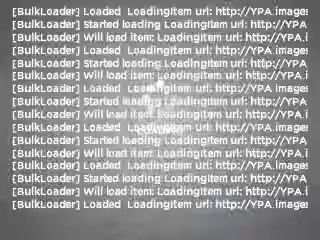 [BulkLoader] Loaded LoadingItem url: http://YPA.images
[BulkLoader] Started loading LoadingItem url: http://YPA
[BulkLoader] Will load item: LoadingItem url: http://YPA.i
[BulkLoader] Loaded LoadingItem url: http://YPA.images
[BulkLoader] Started loading LoadingItem url: http://YPA
[BulkLoader] Will load item: LoadingItem url: http://YPA.i
[BulkLoader] Loaded LoadingItem url: http://YPA.images
[BulkLoader] Started loading LoadingItem url: http://YPA
[BulkLoader] Will load item: LoadingItem url: http://YPA.i
[BulkLoader] Loaded LoadingItem url: http://YPA.images
[BulkLoader] Started loading LoadingItem url: http://YPA
[BulkLoader] Will load item: LoadingItem url: http://YPA.i
[BulkLoader] Loaded LoadingItem url: http://YPA.images
[BulkLoader] Started loading LoadingItem url: http://YPA
[BulkLoader] Will load item: LoadingItem url: http://YPA.i
[BulkLoader] Loaded LoadingItem url: http://YPA.images